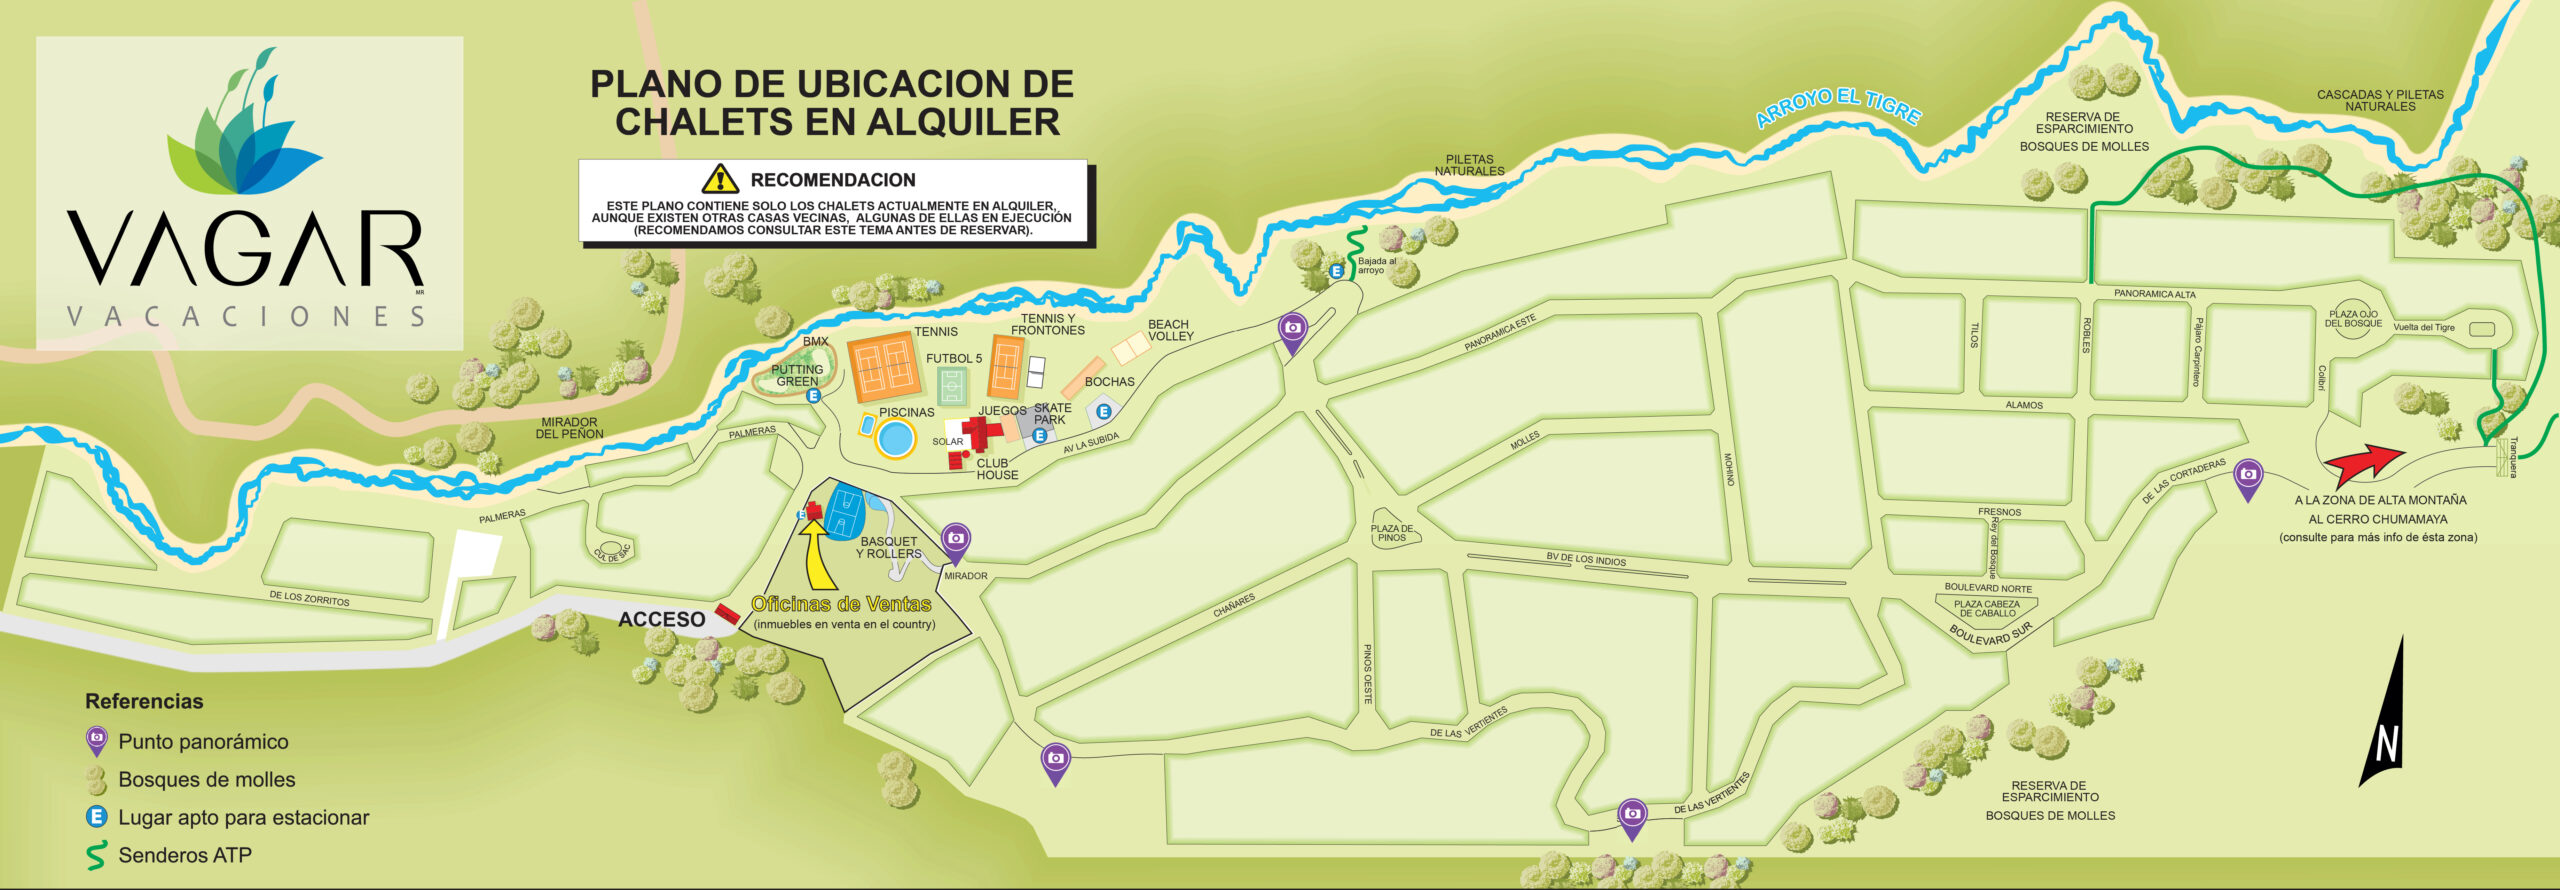 VAGAR
MR
VACACIONES
PLANO DE UBICACION DE
CHALETS EN ALQUILER
RECOMENDACION
ESTE PLANO CONTIENE SOLO LOS CHALETS ACTUALMENTE EN ALQUILER,
AUNQUE EXISTEN OTRAS CASAS VECINAS, ALGUNAS DE ELLAS EN EJECUCIÓN
(RECOMENDAMOS CONSULTAR ESTE TEMA ANTES DE RESERVAR).
ARROYO EL TIGRE
CASCADAS Y PILETAS
NATURALES
RESERVA DE
ESPARCIMIENTO
BOSQUES DE MOLLES
PILETAS
NATURALES
Bajada al
arroyo
E
BMX
PUTTING
GREEN
E
TENNIS
TENNIS Y
FRONTONES
BEACH
VOLLEY
FUTBOL 5
BOCHAS
PISCINAS
JUEGOS
SKATE
PARK
E
E
SOLAR
CLUB
HOUSE
AV LA SUBIDA
MIRADOR
DEL PEÑON
PALMERAS
PALMERAS
CUL DE SAC
DE LOS ZORRITOS
E
BASQUET
Y ROLLERS
MIRADOR
ACCESO
Oficinas de Ventas
(inmuebles en venta en el country)
PANORAMICA ESTE
PANORAMICA ALTA
MOLLES
MOHINO
PLAZA DE
PINOS
CHAÑARES
BV DE LOS INDIOS
PINOS OESTE
DE LAS VERTIENTES
DE LAS VERTIENTES
TILOS
ROBLES
Pájaro Carpintero
Colibrí
PLAZA OJO
DEL BOSQUE
Vuelta del Tigre
ALAMOS
DE LAS CORTADERAS
FRESNOS
Rey del Bosque
BOULEVARD NORTE
PLAZA CABEZA
DE CABALLO
BOULEVARD SUR
Tranquera
A LA ZONA DE ALTA MONTAÑA
AL CERRO CHUMAMAYA
(consulte para más info de ésta zona)
RESERVA DE
ESPARCIMIENTO
BOSQUES DE MOLLES
N
Referencias
Punto panorámico
Bosques de molles
E Lugar apto para estacionar
Senderos ATP